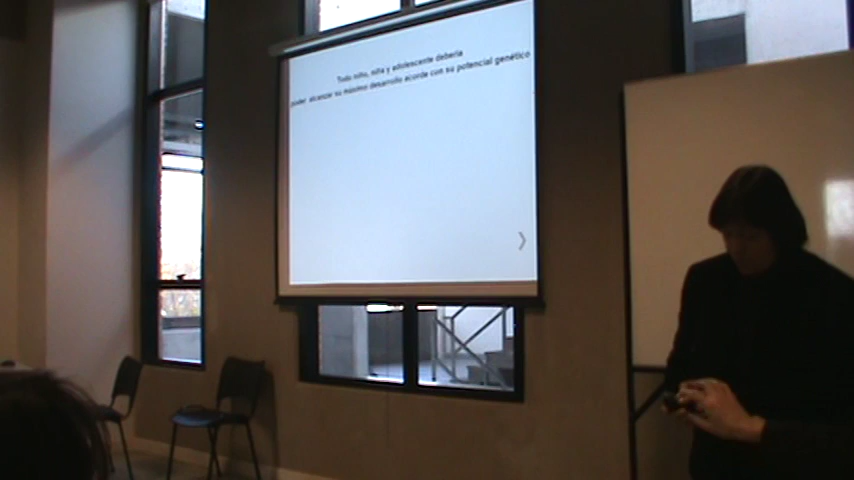 Todo niño, niña y adolescente debería
poder alcanzar su máximo desarrollo acorde con su potencial genético